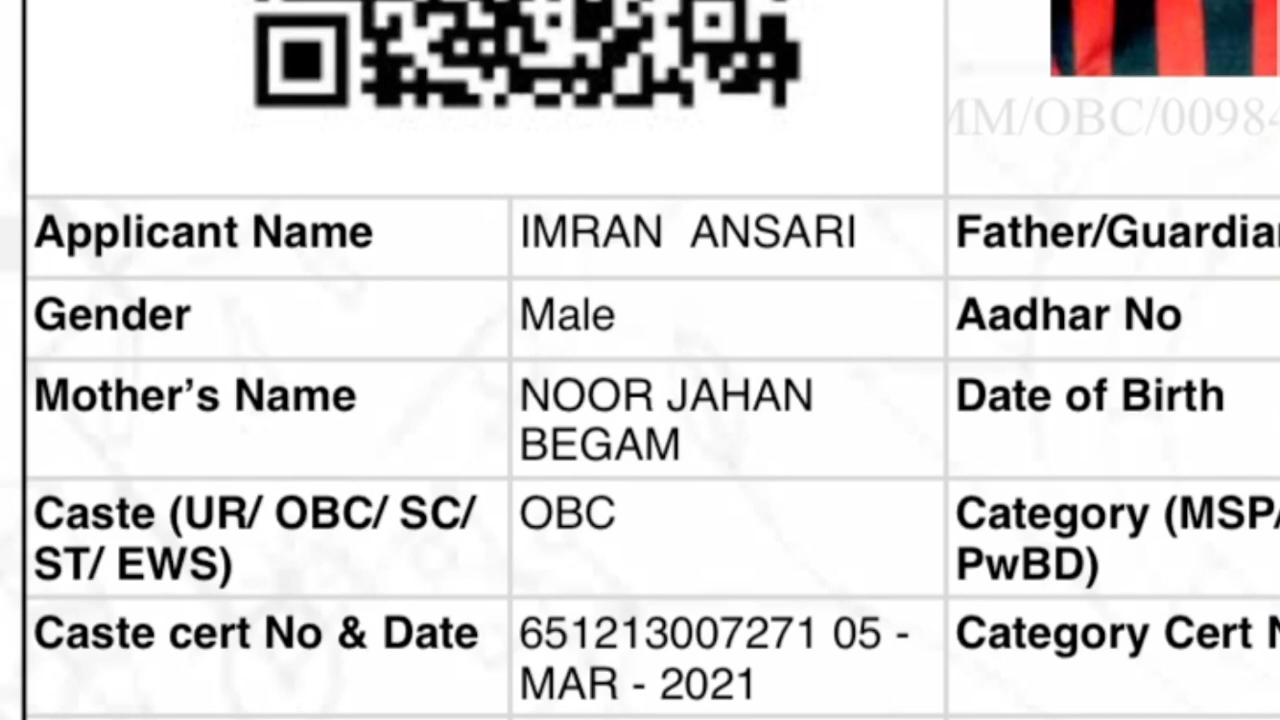 MM/OBC/00984
Applicant Name IMRAN ANSARI Father/Guardian
Gender Male Aadhar No
Mother’s Name NOOR JAHAN Date of Birth
BEGAM
Caste (UR/ OBC/ SC/ OBC Category (MSP/
ST/ EWS) PwBD)
Caste cert No & Date 651213007271 05 - Category Cert N
MAR - 2021